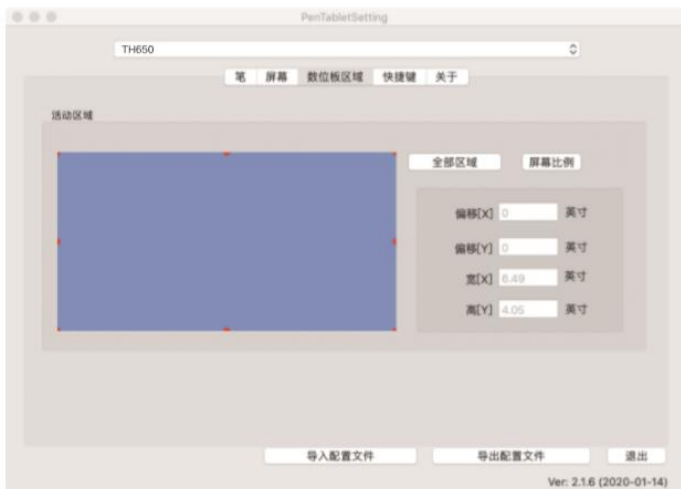 PenTabletSetting
TH650
笔 屏幕 数位板区域 快捷键 关于
活动区域
全部区域 屏幕比例
偏移[X] 0 英寸
偏移[Y] 0 英寸
宽[X] 6.49 英寸
高[Y] 4.05 英寸
导入配置文件 导出配置文件 退出
Ver: 2.1.6 (2020-01-14)